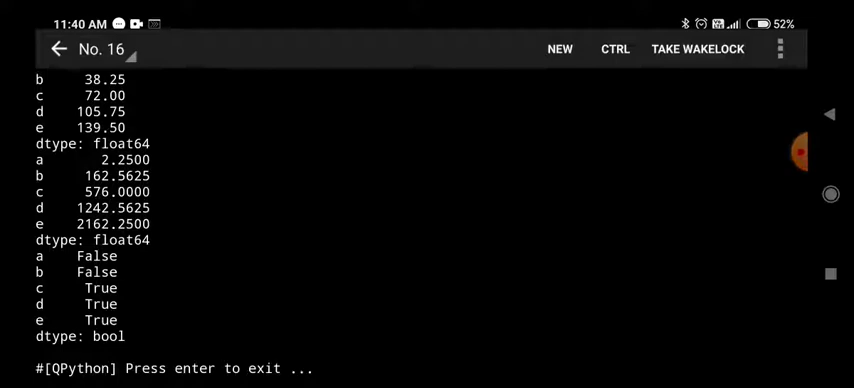 11:40 AM 52%
No. 16 NEW CTRL TAKE WAKELOCK
b 38.25
c 72.00
d 105.75
e 139.50
dtype: float64
a 2.2500
b 162.5625
c 576.0000
d 1242.5625
e 2162.2500
dtype: float64
a False
b False
c True
d True
e True
dtype: bool
#[QPython] Press enter to exit ...